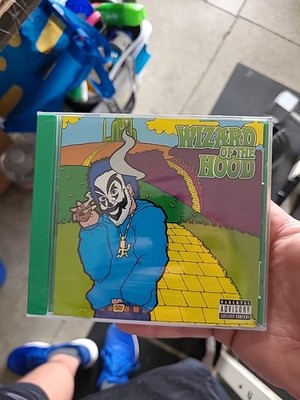 WIZARD
OF THE
HOOD
PARENTAL
ADVISORY
EXPLICIT CONTENT